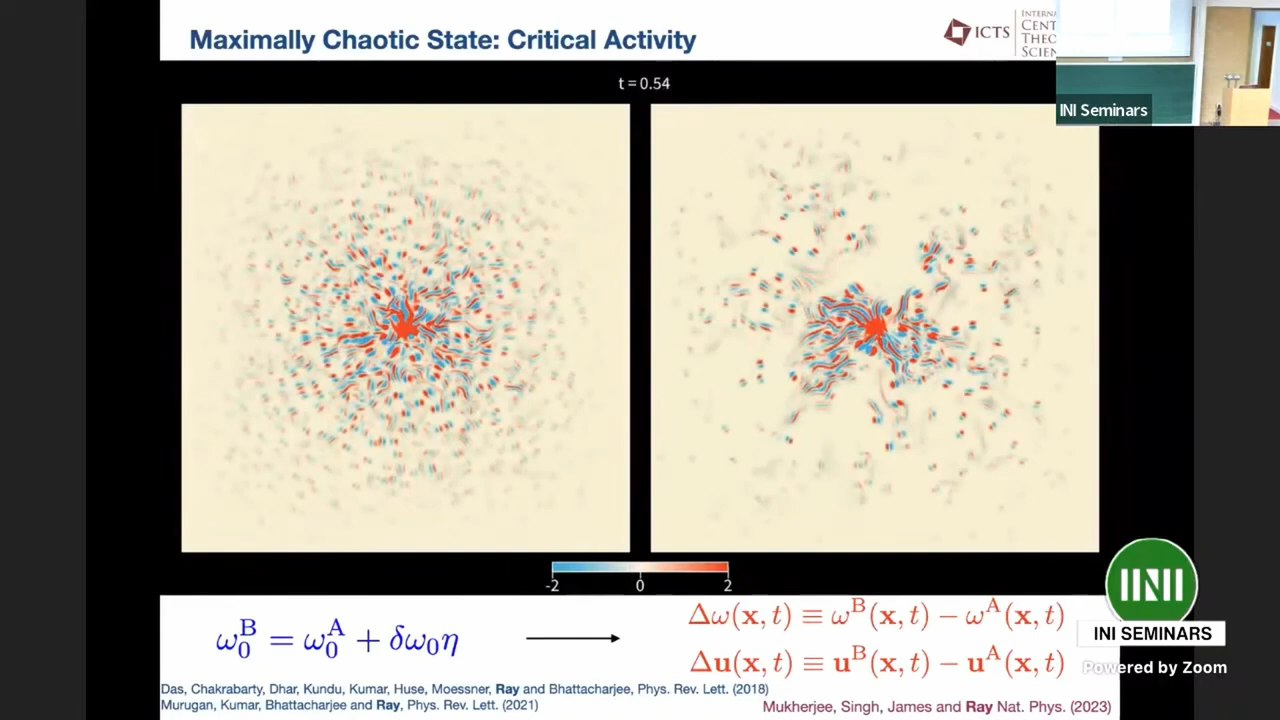 Maximally Chaotic State: Critical Activity
ICTS
CENT
THEO
SCIEN
INI Seminars
t = 0.54
-2 0 2
ω₀ᴮ = ω₀ᴬ + δω₀η
Δω(x, t) ≡ ωᴮ(x, t) − ωᴬ(x, t)
Δu(x, t) ≡ uᴮ(x, t) − uᴬ(x, t)
INI SEMINARS
Powered by Zoom
Das, Chakrabarty, Dhar, Kundu, Kumar, Huse, Moessner, Ray and Bhattacharjee, Phys. Rev. Lett. (2018)
Murugan, Kumar, Bhattacharjee and Ray, Phys. Rev. Lett. (2021)
Mukherjee, Singh, James and Ray Nat. Phys. (2023)